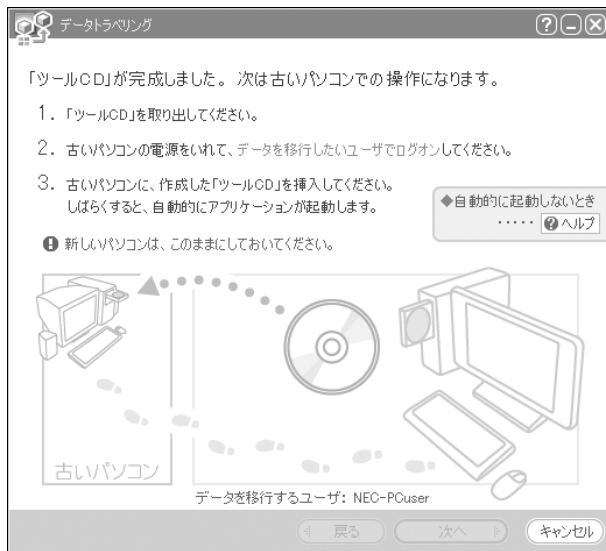 データトラベリング
「ツールCD」が完成しました。 次は古いパソコンでの操作になります。
1. 「ツールCD」を取り出してください。
2. 古いパソコンの電源をいれて、データを移行したいユーザでログオンしてください。
3. 古いパソコンに、作成した「ツールCD」を挿入してください。
しばらくすると、自動的にアプリケーションが起動します。
◆自動的に起動しないとき
・・・・・ ?ヘルプ
! 新しいパソコンは、このままにしておいてください。
古いパソコン
データを移行するユーザ: NEC-PCuser
戻る
次へ
キャンセル